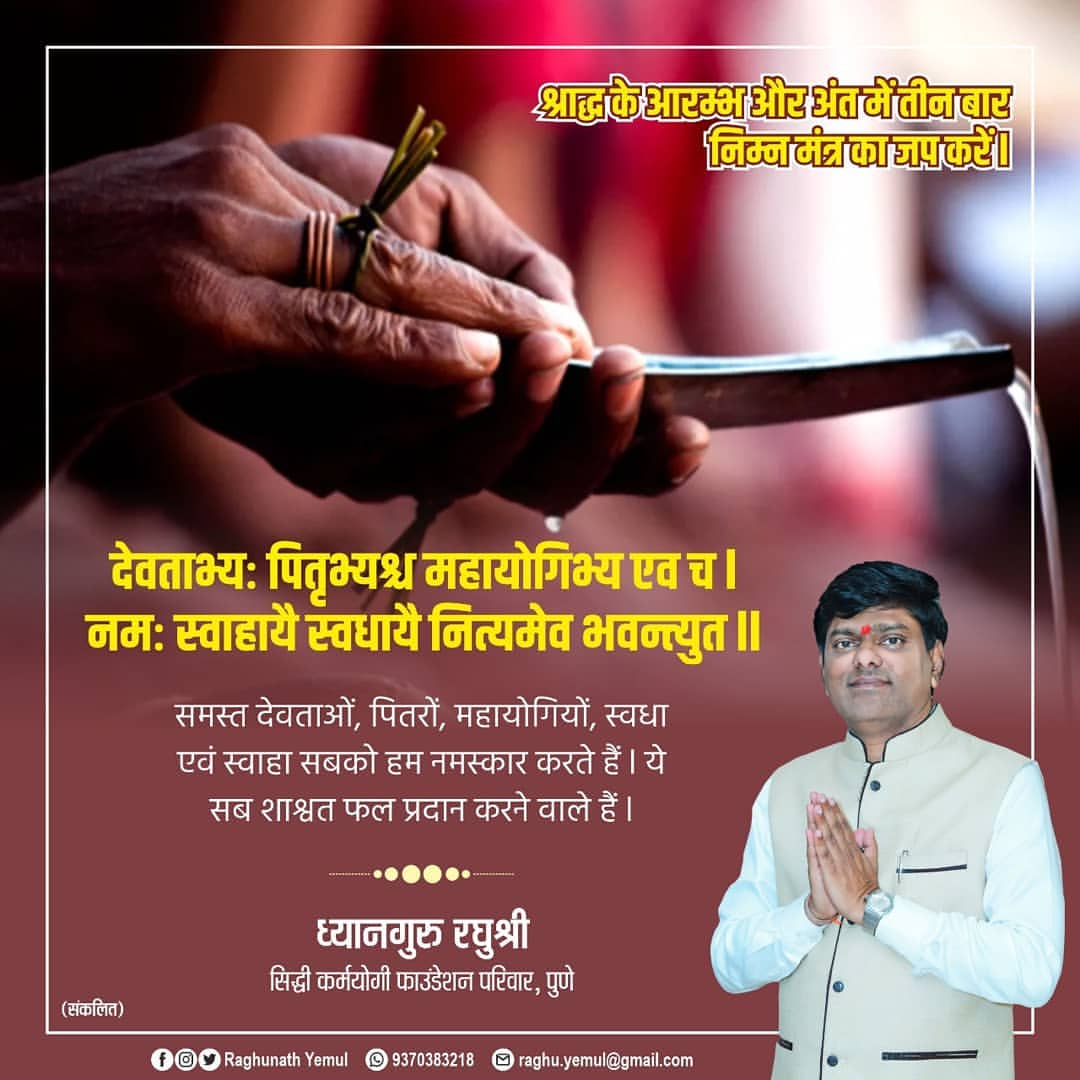 श्राद्ध के आरम्भ और अंत में तीन बार
निम्न मंत्र का जप करें।
देवताभ्यः पितृभ्यश्च महायोगिभ्य एव च।
नमः स्वाहायै स्वधायै नित्यमेव भवन्त्युत॥
समस्त देवताओं, पितरों, महायोगियों, स्वधा
एवं स्वाहा सबको हम नमस्कार करते हैं। ये
सब शाश्वत फल प्रदान करने वाले हैं।
ध्यानगुरु रघुश्री
सिद्धी कर्मयोगी फाउंडेशन परिवार, पुणे
(संकलित)
Raghunath Yemul 9370383218 raghu.yemul@gmail.com